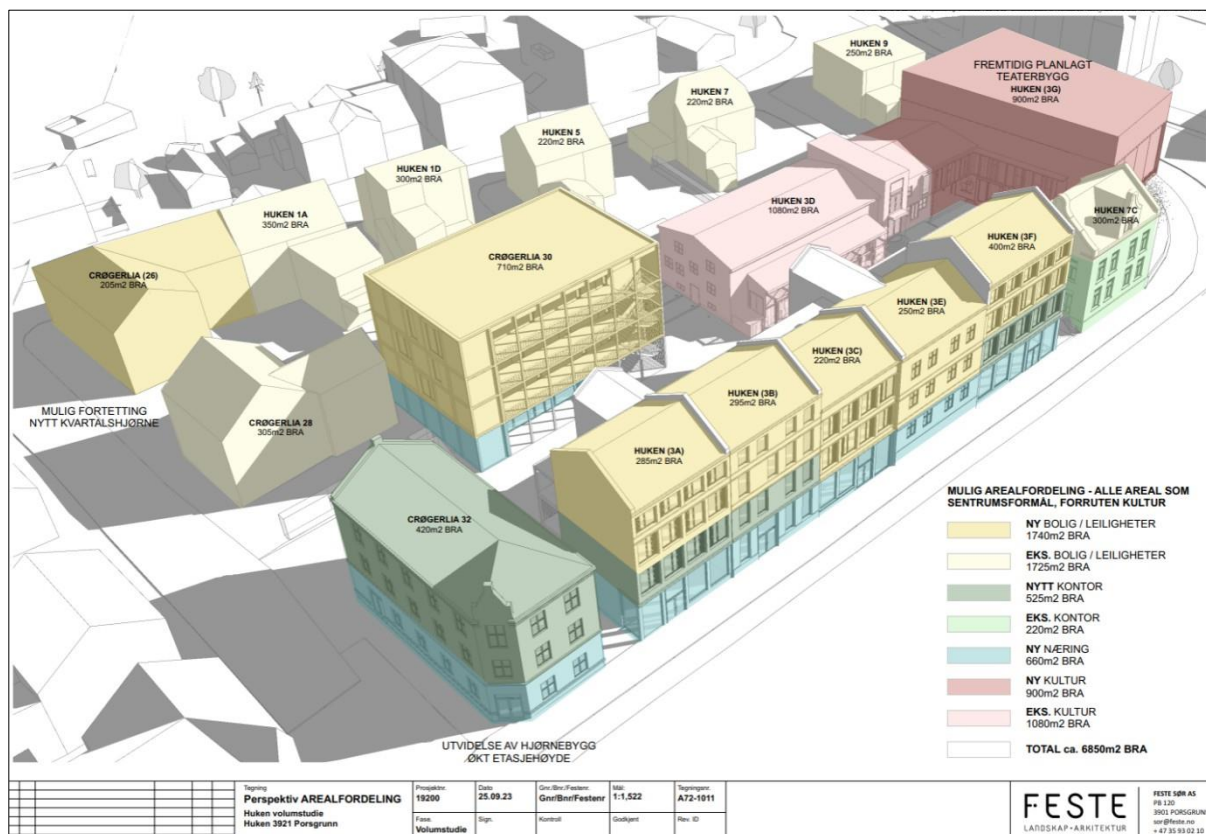 HUKEN 9
250m2 BRA
FREMTIDIG PLANLAGT
TEATERBYGG
HUKEN (3G)
900m2 BRA
HUKEN 7
220m2 BRA
HUKEN 5
220m2 BRA
HUKEN 1D
300m2 BRA
HUKEN 3D
1080m2 BRA
HUKEN 7C
300m2 BRA
HUKEN 1A
350m2 BRA
HUKEN (3F)
400m2 BRA
CRØGERLIA 30
710m2 BRA
CRØGERLIA (26)
205m2 BRA
HUKEN (3E)
250m2 BRA
HUKEN (3C)
220m2 BRA
HUKEN (3B)
295m2 BRA
MULIG FORTETTING
NYTT KVARTALSHJØRNE
CRØGERLIA 28
305m2 BRA
HUKEN (3A)
285m2 BRA
CRØGERLIA 32
420m2 BRA
UTVIDELSE AV HJØRNEBYGG
ØKT ETASJEHØYDE
MULIG AREALFORDELING - ALLE AREAL SOM
SENTRUMSFORMÅL, FORRUTEN KULTUR
NY BOLIG / LEILIGHETER
1740m2 BRA
EKS. BOLIG / LEILIGHETER
1725m2 BRA
NYTT KONTOR
525m2 BRA
EKS. KONTOR
220m2 BRA
NY NÆRING
660m2 BRA
NY KULTUR
900m2 BRA
EKS. KULTUR
1080m2 BRA
TOTAL ca. 6850m2 BRA
Tegning
Perspektiv AREALFORDELING
Huken volumstudie
Huken 3921 Porsgrunn
Prosjektnr.
19200
Dato
25.09.23
Gnr/Bnr/Festenr.
Gnr/Bnr/Festenr
Mål:
1:1,522
Tegningsnr.
A72-1011
Fase.
Volumstudie
Sign.
Kontroll
Godkjent
Rev. ID
FESTE
LANDSKAP•ARKITEKTUR
FESTE SØR AS
PB 120
3901 PORSGRUNN
sor@feste.no
+47 35 93 02 10